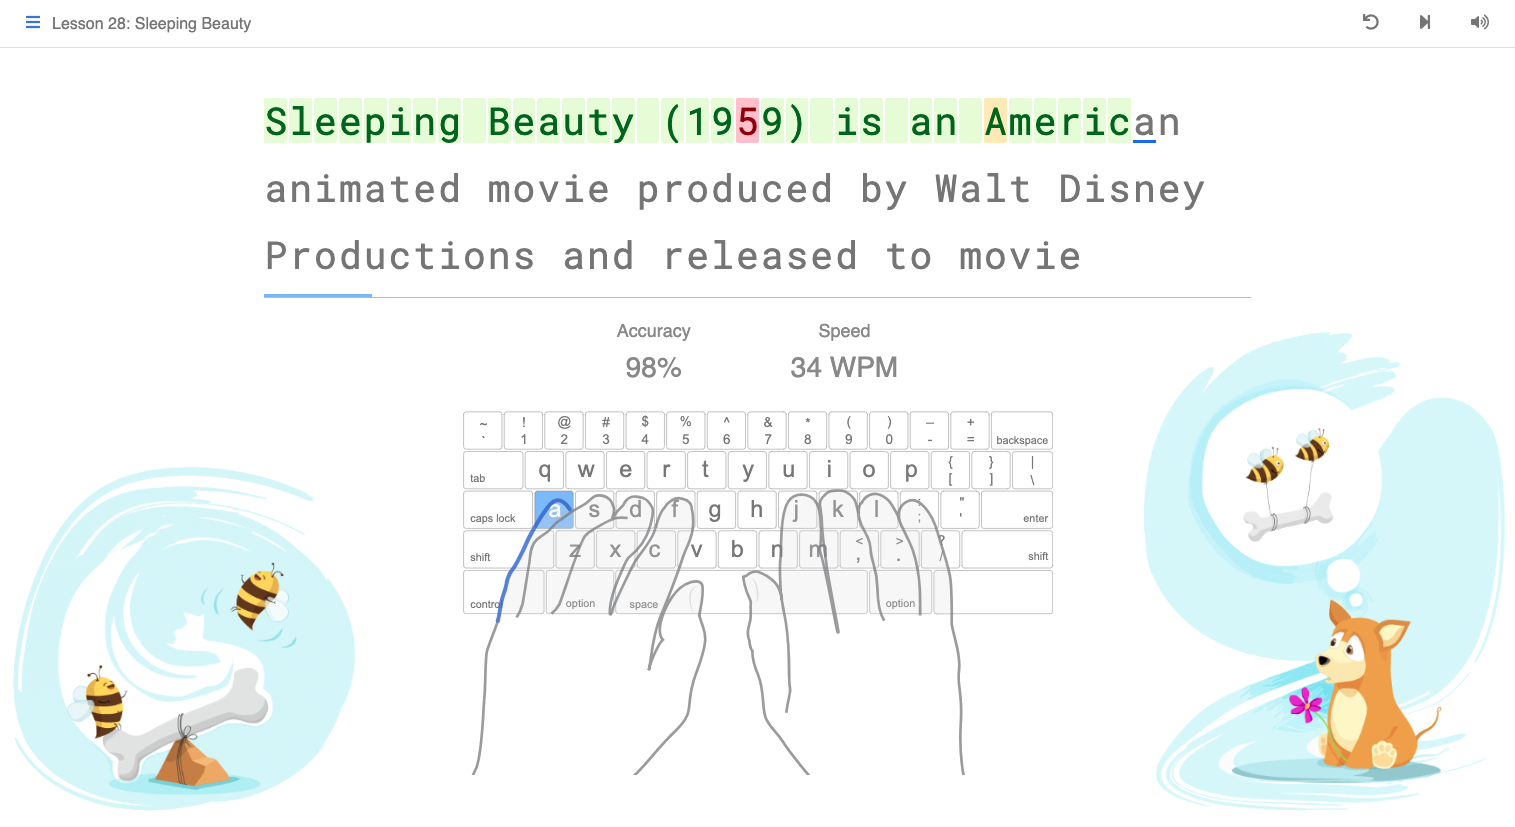 Lesson 28: Sleeping Beauty
Sleeping Beauty (1959) is an American
animated movie produced by Walt Disney
Productions and released to movie
Accuracy Speed
98% 34 WPM
~ ! @ # $ % ^ & * ( ) – +
` 1 2 3 4 5 6 7 8 9 0 - = backspace
tab q w e r t y u i o p { [ } ] | \
caps lock a s d f g h j k l : ; " ' enter
shift z x c v b n m < , > . ? / shift
control option space option